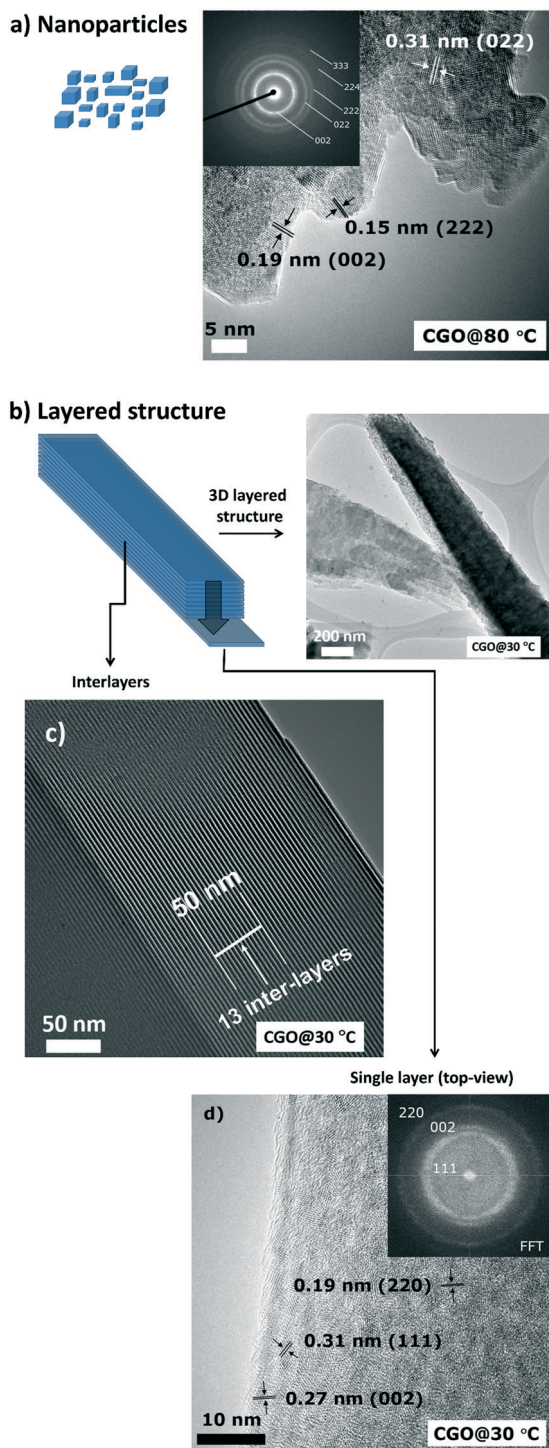 a) Nanoparticles
333
224
222
022
002
0.31 nm (022)
0.15 nm (222)
0.19 nm (002)
5 nm
CGO@80 °C
b) Layered structure
3D layered
structure
200 nm
CGO@30 °C
Interlayers
c)
50 nm
13 inter-layers
50 nm
CGO@30 °C
Single layer (top-view)
d)
220
002
111
FFT
0.19 nm (220)
0.31 nm (111)
0.27 nm (002)
10 nm
CGO@30 °C